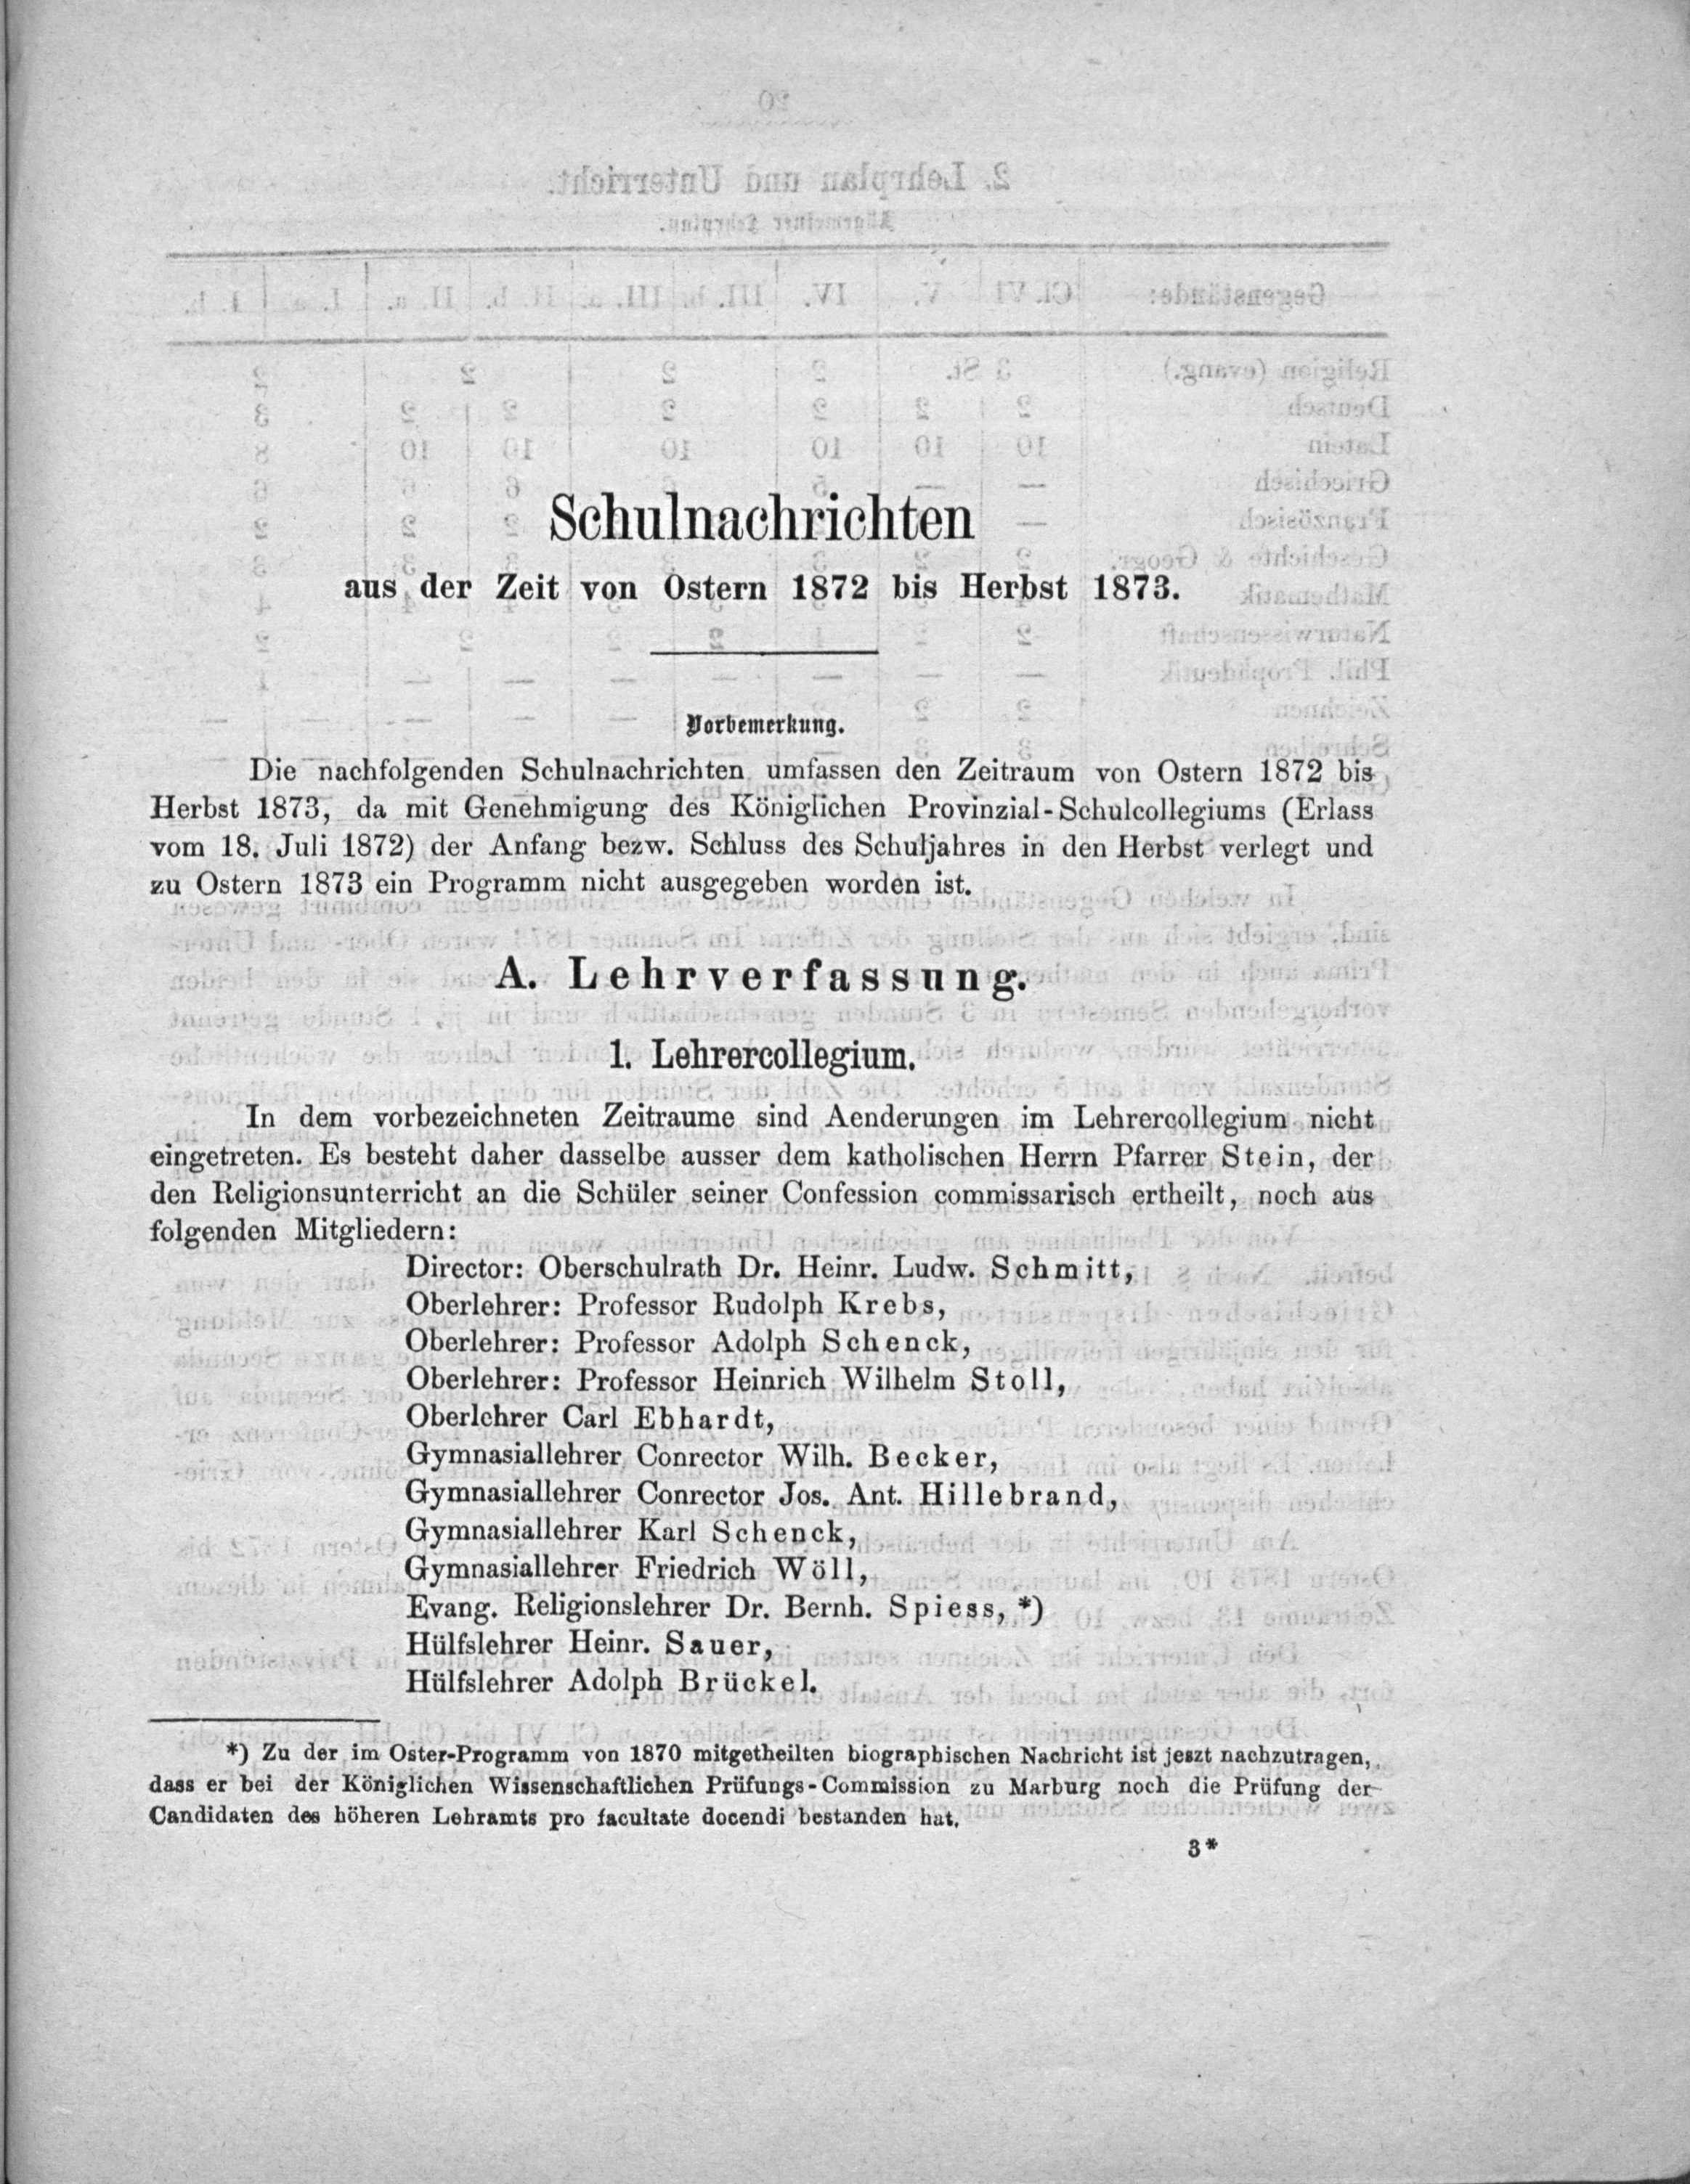 Schulnachrichten
aus der Zeit von Ostern 1872 bis Herbst 1873.
Vorbemerkung.
Die nachfolgenden Schulnachrichten umfassen den Zeitraum von Ostern 1872 bis
Herbst 1873, da mit Genehmigung des Königlichen Provinzial-Schulcollegiums (Erlass
vom 18. Juli 1872) der Anfang bezw. Schluss des Schuljahres in den Herbst verlegt und
zu Ostern 1873 ein Programm nicht ausgegeben worden ist.
A. Lehrverfassung.
1. Lehrercollegium.
In dem vorbezeichneten Zeitraume sind Aenderungen im Lehrercollegium nicht
eingetreten. Es besteht daher dasselbe ausser dem katholischen Herrn Pfarrer Stein, der
den Religionsunterricht an die Schüler seiner Confession commissarisch ertheilt, noch aus
folgenden Mitgliedern:
Director: Oberschulrath Dr. Heinr. Ludw. Schmitt,
Oberlehrer: Professor Rudolph Krebs,
Oberlehrer: Professor Adolph Schenck,
Oberlehrer: Professor Heinrich Wilhelm Stoll,
Oberlehrer Carl Ebhardt,
Gymnasiallehrer Conrector Wilh. Becker,
Gymnasiallehrer Conrector Jos. Ant. Hillebrand,
Gymnasiallehrer Karl Schenck,
Gymnasiallehrer Friedrich Wöll,
Evang. Religionslehrer Dr. Bernh. Spiess, *)
Hülfslehrer Heinr. Sauer,
Hülfslehrer Adolph Brückel.
*) Zu der im Oster-Programm von 1870 mitgetheilten biographischen Nachricht ist jeszt nachzutragen,
dass er bei der Königlichen Wissenschaftlichen Prüfungs-Commission zu Marburg noch die Prüfung der
Candidaten des höheren Lehramts pro facultate docendi bestanden hat.
3*